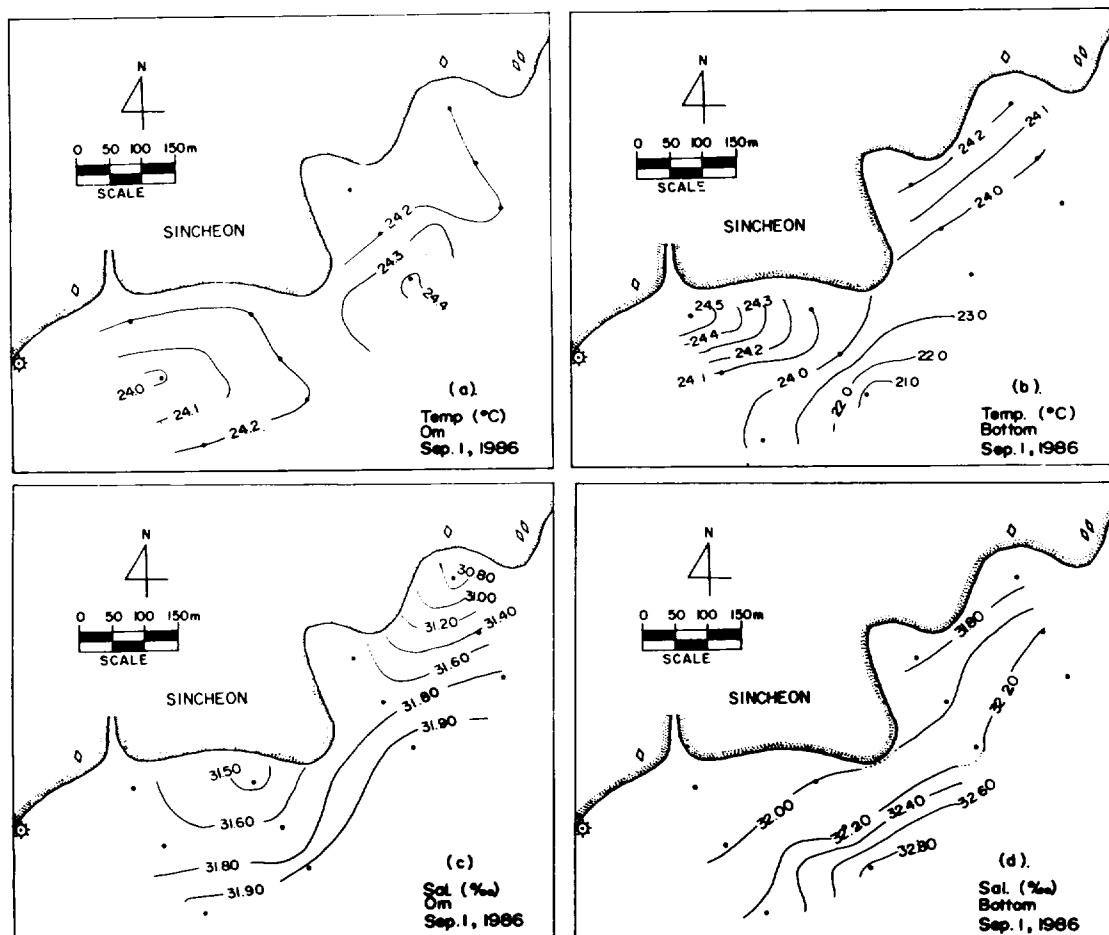 N
0 50 100 150m
SCALE
SINCHEON
24.2
24.3
24.4
24.0
24.1
24.2
(a).
Temp (°C)
0m
Sep. 1, 1986
N
0 50 100 150m
SCALE
SINCHEON
24.2
24.1
24.0
24.5
24.3
24.4
24.2
24.1
24.0
23.0
22.0
22.0
21.0
(b).
Temp. (°C)
Bottom
Sep. 1, 1986
N
0 50 100 150m
SCALE
SINCHEON
30.80
31.00
31.20
31.40
31.60
31.80
31.90
31.50
31.60
31.80
31.90
(c)
Sal. (‰)
0m
Sep. 1, 1986
N
0 50 100 150m
SCALE
SINCHEON
31.80
32.20
32.00
32.20
32.40
32.60
32.80
(d).
Sal. (‰)
Bottom
Sep. 1, 1986